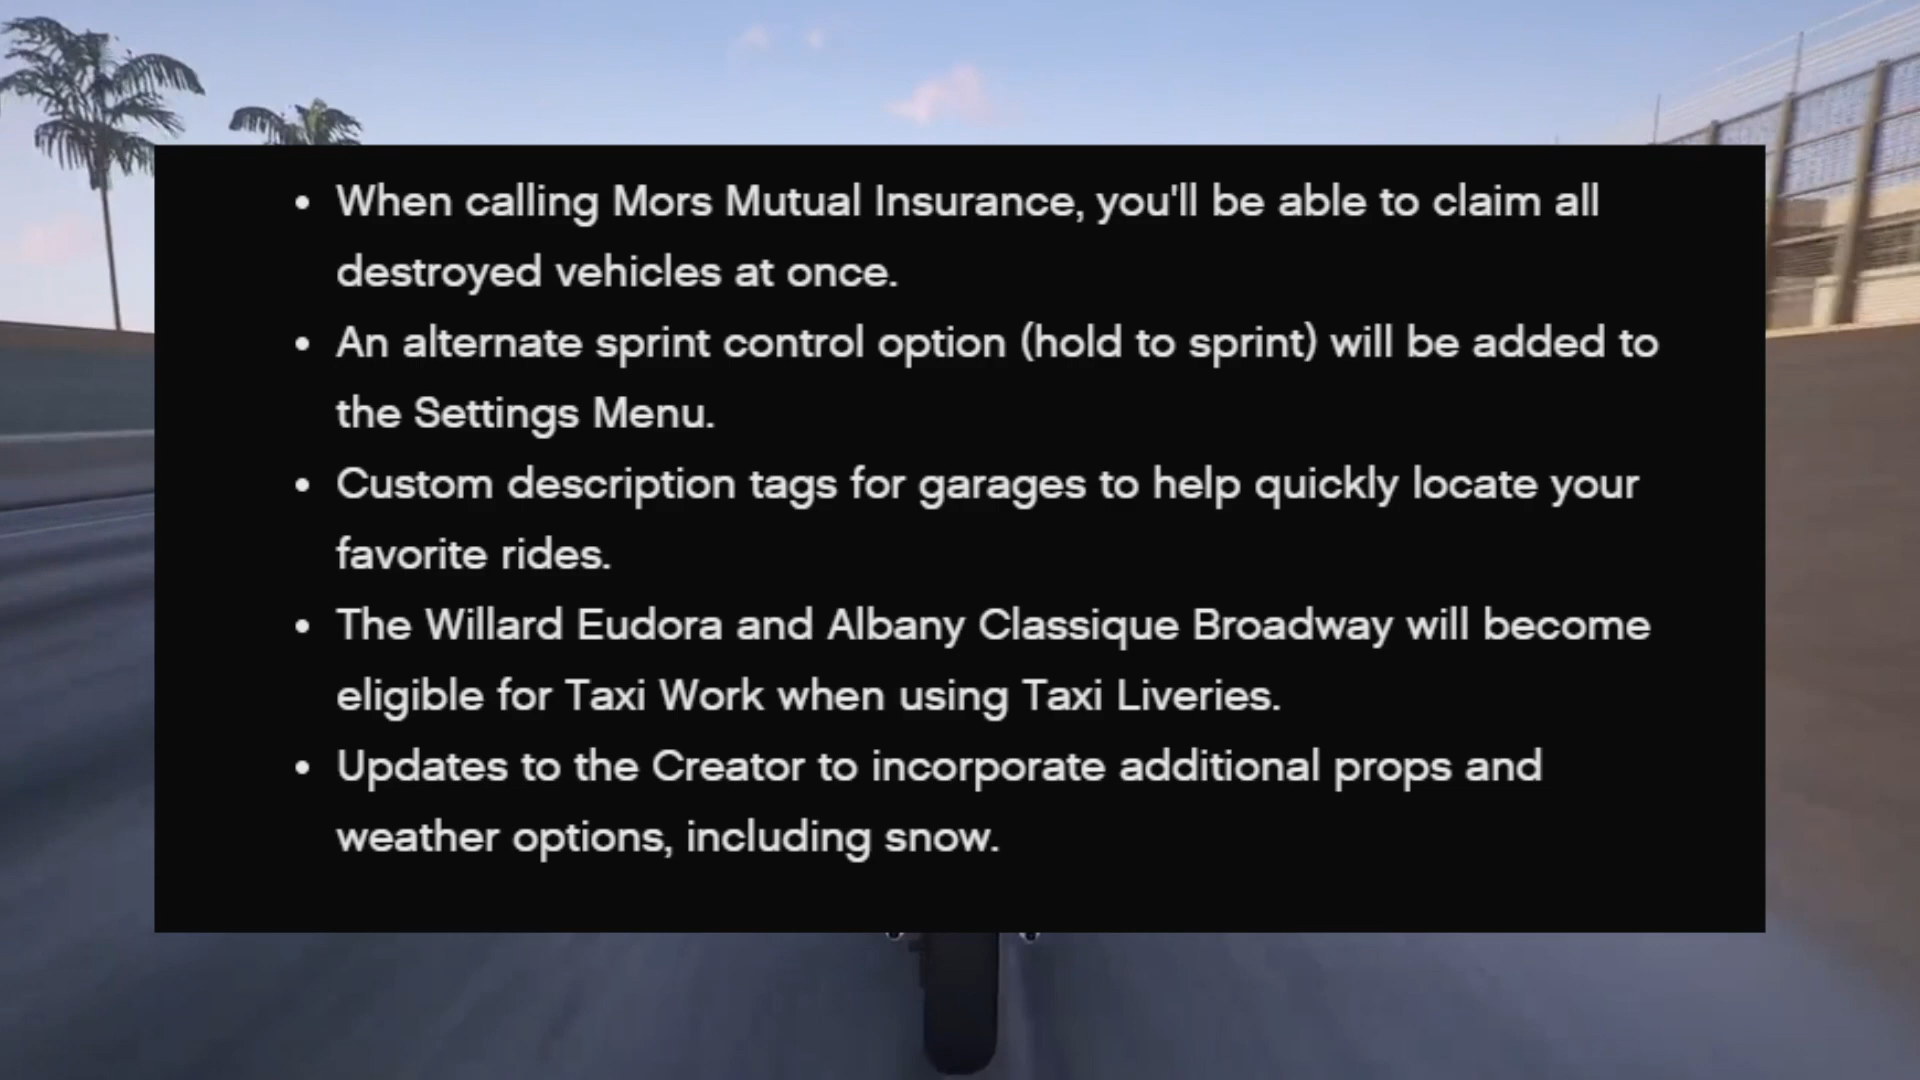 • When calling Mors Mutual Insurance, you'll be able to claim all
destroyed vehicles at once.
• An alternate sprint control option (hold to sprint) will be added to
the Settings Menu.
• Custom description tags for garages to help quickly locate your
favorite rides.
• The Willard Eudora and Albany Classique Broadway will become
eligible for Taxi Work when using Taxi Liveries.
• Updates to the Creator to incorporate additional props and
weather options, including snow.